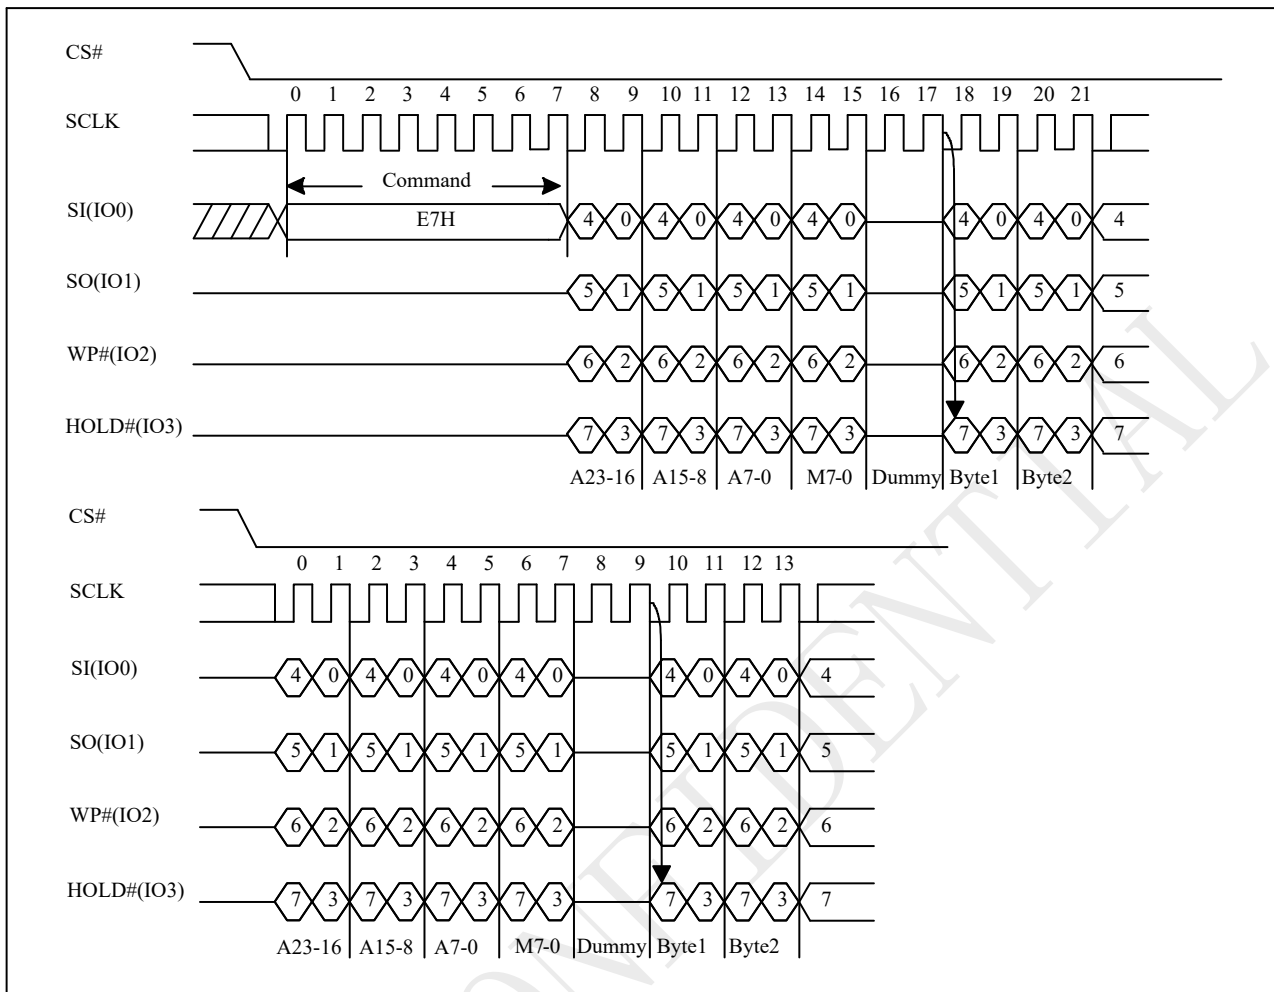 CS#
0 1 2 3 4 5 6 7 8 9 10 11 12 13 14 15 16 17 18 19 20 21
SCLK
Command
SI(IO0) E7H 4 0 4 0 4 0 4 0 4 0 4 0 4
SO(IO1) 5 1 5 1 5 1 5 1 5 1 5 1 5
WP#(IO2) 6 2 6 2 6 2 6 2 6 2 6 2 6
HOLD#(IO3) 7 3 7 3 7 3 7 3 7 3 7 3 7
A23-16 A15-8 A7-0 M7-0 Dummy Byte1 Byte2
CS#
0 1 2 3 4 5 6 7 8 9 10 11 12 13
SCLK
SI(IO0) 4 0 4 0 4 0 4 0 4 0 4 0 4
SO(IO1) 5 1 5 1 5 1 5 1 5 1 5 1 5
WP#(IO2) 6 2 6 2 6 2 6 2 6 2 6 2 6
HOLD#(IO3) 7 3 7 3 7 3 7 3 7 3 7 3 7
A23-16 A15-8 A7-0 M7-0 Dummy Byte1 Byte2
ONFIDENTIAL